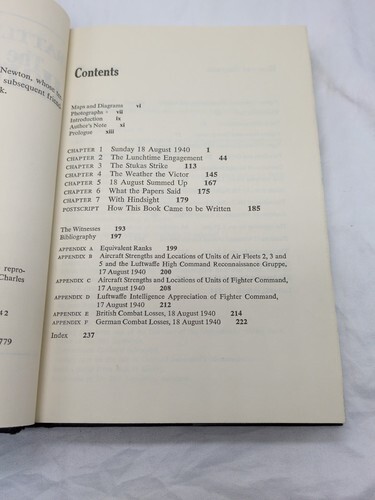 Newton, whose
subsequent friend
k.
repro-
Charles
42
779
Contents
Maps and Diagrams vi
Photographs vii
Introduction ix
Author's Note xi
Prologue xiii
CHAPTER 1 Sunday 18 August 1940 1
CHAPTER 2 The Lunchtime Engagement 44
CHAPTER 3 The Stukas Strike 113
CHAPTER 4 The Weather the Victor 145
CHAPTER 5 18 August Summed Up 167
CHAPTER 6 What the Papers Said 175
CHAPTER 7 With Hindsight 179
POSTSCRIPT How This Book Came to be Written 185
The Witnesses 193
Bibliography 197
APPENDIX A Equivalent Ranks 199
APPENDIX B Aircraft Strengths and Locations of Units of Air Fleets 2, 3 and
5 and the Luftwaffe High Command Reconnaissance Gruppe,
17 August 1940 200
APPENDIX C Aircraft Strengths and Locations of Units of Fighter Command,
17 August 1940 208
APPENDIX D Luftwaffe Intelligence Appreciation of Fighter Command,
17 August 1940 212
APPENDIX E British Combat Losses, 18 August 1940 214
APPENDIX F German Combat Losses, 18 August 1940 222
Index 237